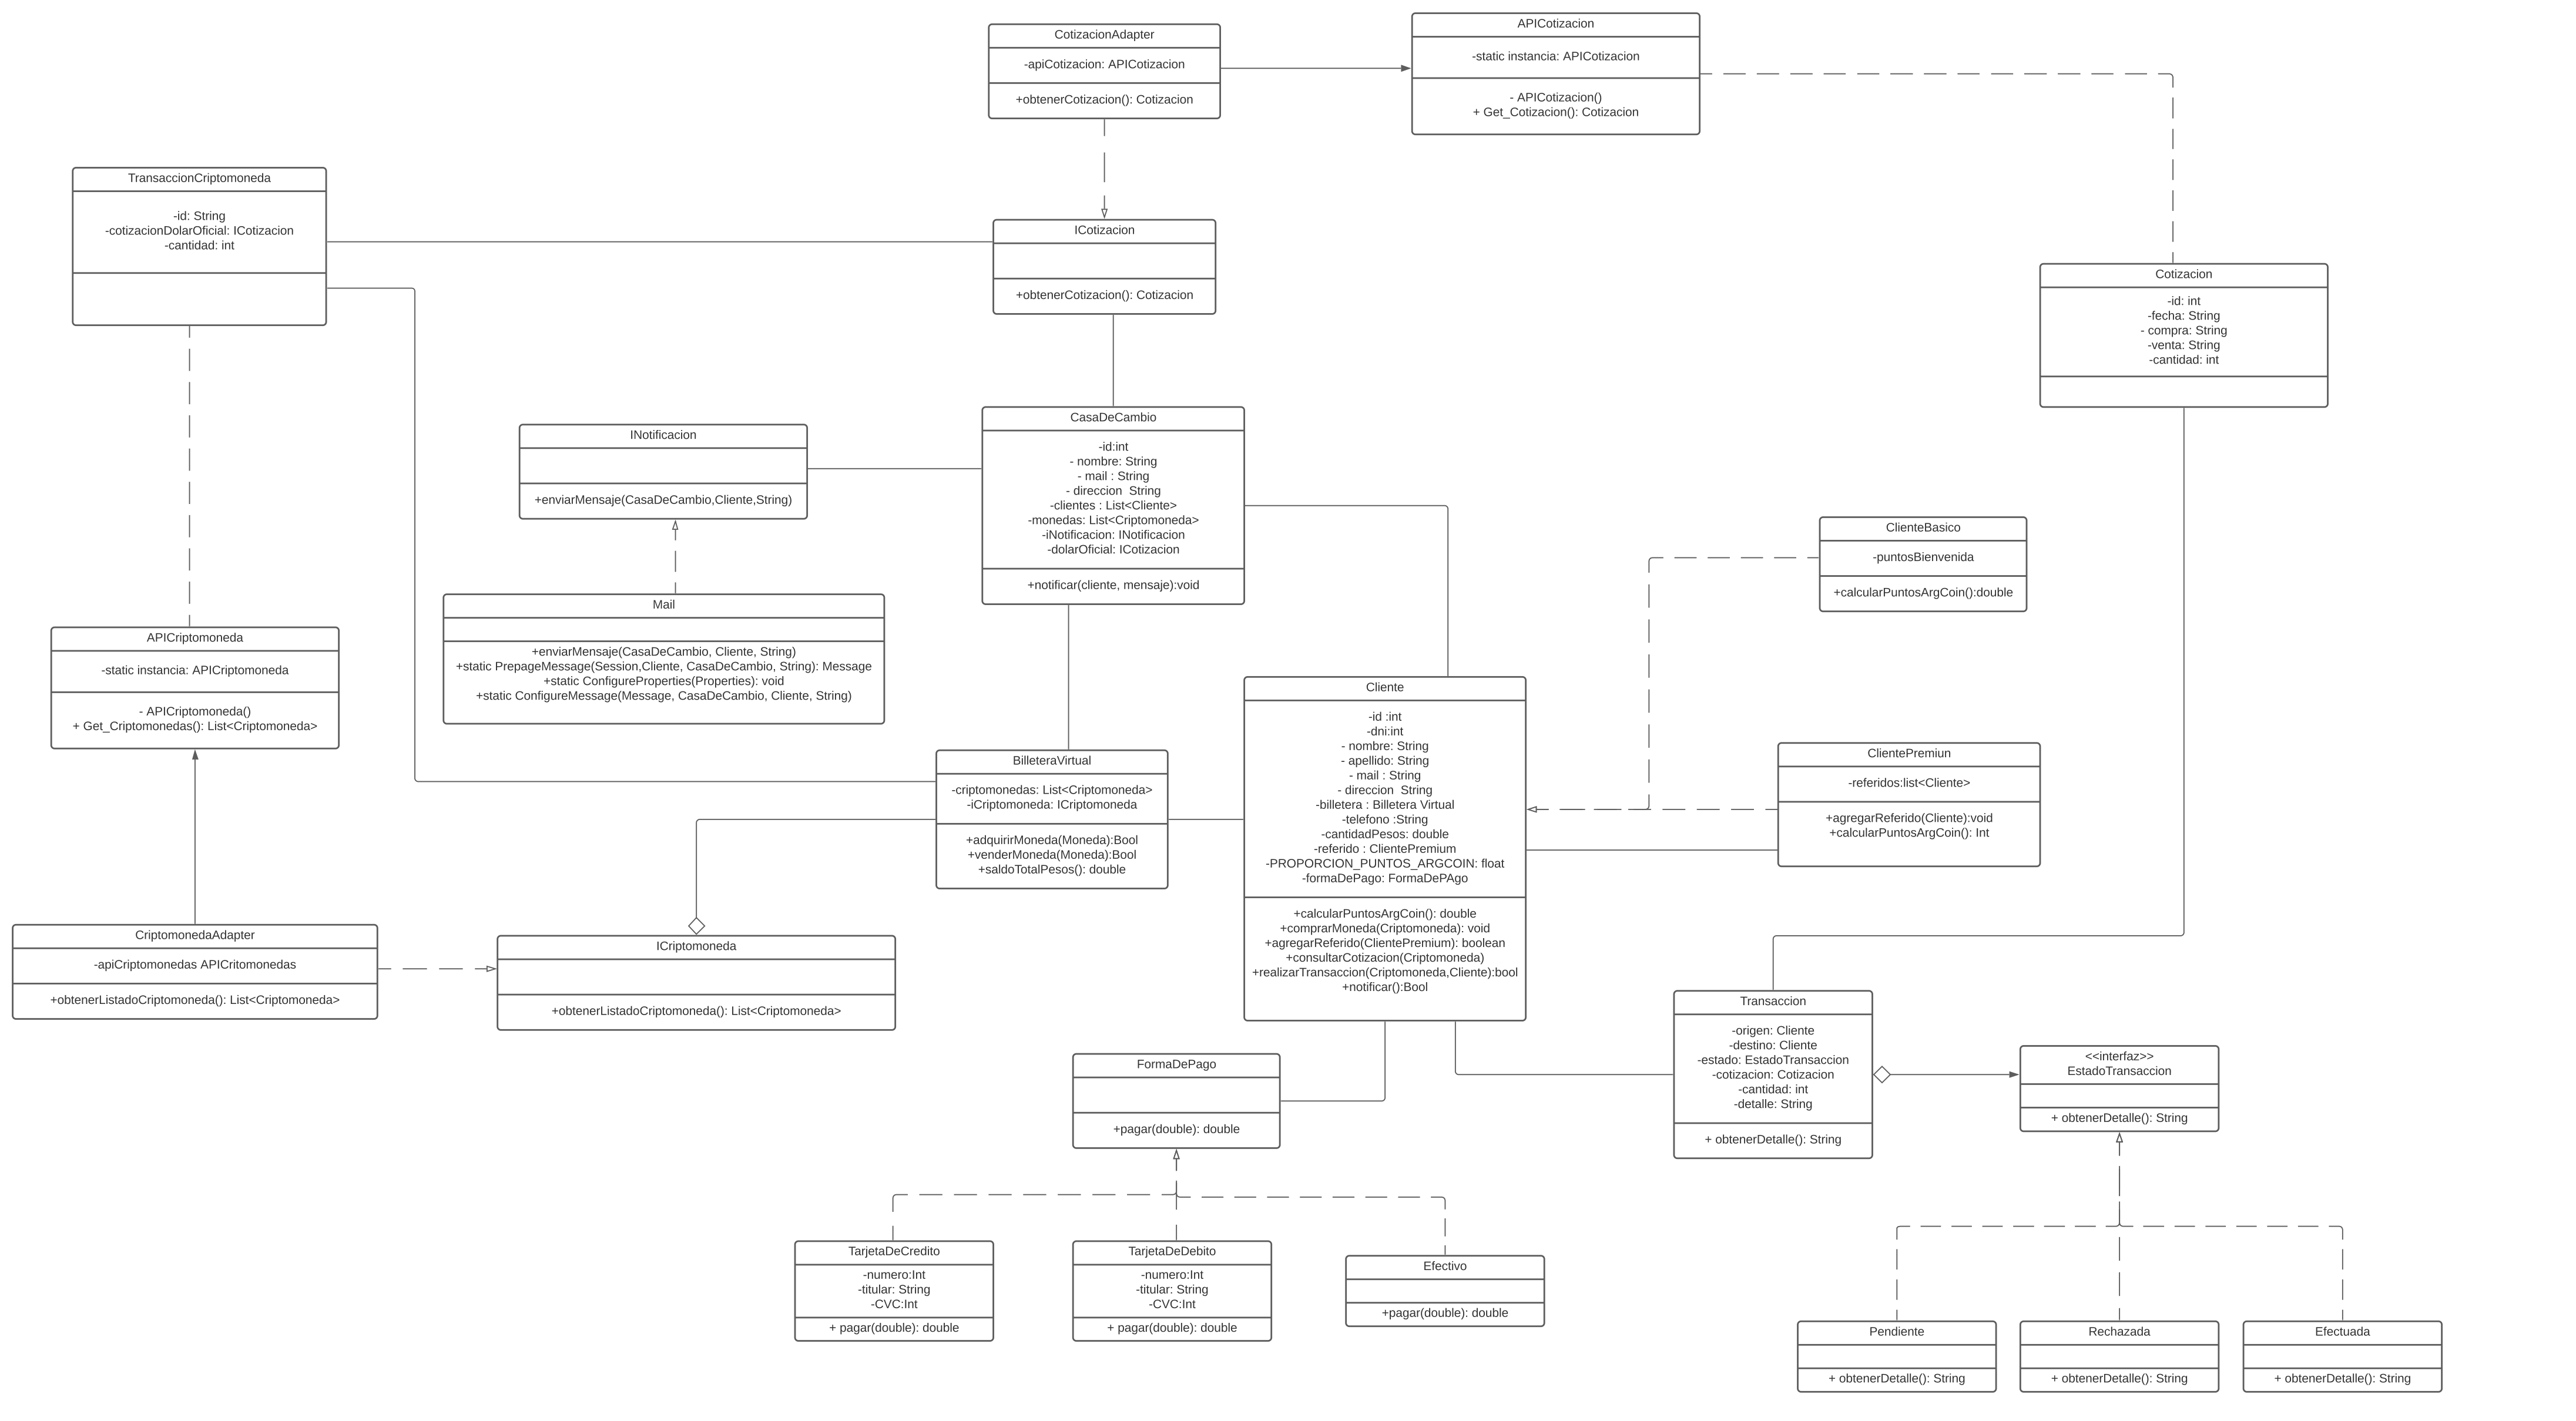 CotizacionAdapter
-apiCotizacion: APICotizacion
+obtenerCotizacion(): Cotizacion
APICotizacion
-static instancia: APICotizacion
- APICotizacion()
+ Get_Cotizacion(): Cotizacion
TransaccionCriptomoneda
-id: String
-cotizacionDolarOficial: ICotizacion
-cantidad: int
ICotizacion
+obtenerCotizacion(): Cotizacion
Cotizacion
-id: int
-fecha: String
- compra: String
-venta: String
-cantidad: int
INotificacion
+enviarMensaje(CasaDeCambio,Cliente,String)
CasaDeCambio
-id:int
- nombre: String
- mail : String
- direccion  String
-clientes : List<Cliente>
-monedas: List<Criptomoneda>
-iNotificacion: INotificacion
-dolarOficial: ICotizacion
+notificar(cliente, mensaje):void
ClienteBasico
-puntosBienvenida
+calcularPuntosArgCoin():double
Mail
+enviarMensaje(CasaDeCambio, Cliente, String)
+static PrepageMessage(Session,Cliente, CasaDeCambio, String): Message
+static ConfigureProperties(Properties): void
+static ConfigureMessage(Message, CasaDeCambio, Cliente, String)
APICriptomoneda
-static instancia: APICriptomoneda
- APICriptomoneda()
+ Get_Criptomonedas(): List<Criptomoneda>
BilleteraVirtual
-criptomonedas: List<Criptomoneda>
-iCriptomoneda: ICriptomoneda
+adquirirMoneda(Moneda):Bool
+venderMoneda(Moneda):Bool
+saldoTotalPesos(): double
Cliente
-id :int
-dni:int
- nombre: String
- apellido: String
- mail : String
- direccion  String
-billetera : Billetera Virtual
-telefono :String
-cantidadPesos: double
-referido : ClientePremium
-PROPORCION_PUNTOS_ARGCOIN: float
-formaDePago: FormaDePAgo
+calcularPuntosArgCoin(): double
+comprarMoneda(Criptomoneda): void
+agregarReferido(ClientePremium): boolean
+consultarCotizacion(Criptomoneda)
+realizarTransaccion(Criptomoneda,Cliente):bool
+notificar():Bool
ClientePremiun
-referidos:list<Cliente>
+agregarReferido(Cliente):void
+calcularPuntosArgCoin(): Int
CriptomonedaAdapter
-apiCriptomonedas APICritomonedas
+obtenerListadoCriptomoneda(): List<Criptomoneda>
ICriptomoneda
+obtenerListadoCriptomoneda(): List<Criptomoneda>
Transaccion
-origen: Cliente
-destino: Cliente
-estado: EstadoTransaccion
-cotizacion: Cotizacion
-cantidad: int
-detalle: String
+ obtenerDetalle(): String
<<interfaz>>
EstadoTransaccion
+ obtenerDetalle(): String
FormaDePago
+pagar(double): double
TarjetaDeCredito
-numero:Int
-titular: String
-CVC:Int
+ pagar(double): double
TarjetaDeDebito
-numero:Int
-titular: String
-CVC:Int
+ pagar(double): double
Efectivo
+pagar(double): double
Pendiente
+ obtenerDetalle(): String
Rechazada
+ obtenerDetalle(): String
Efectuada
+ obtenerDetalle(): String